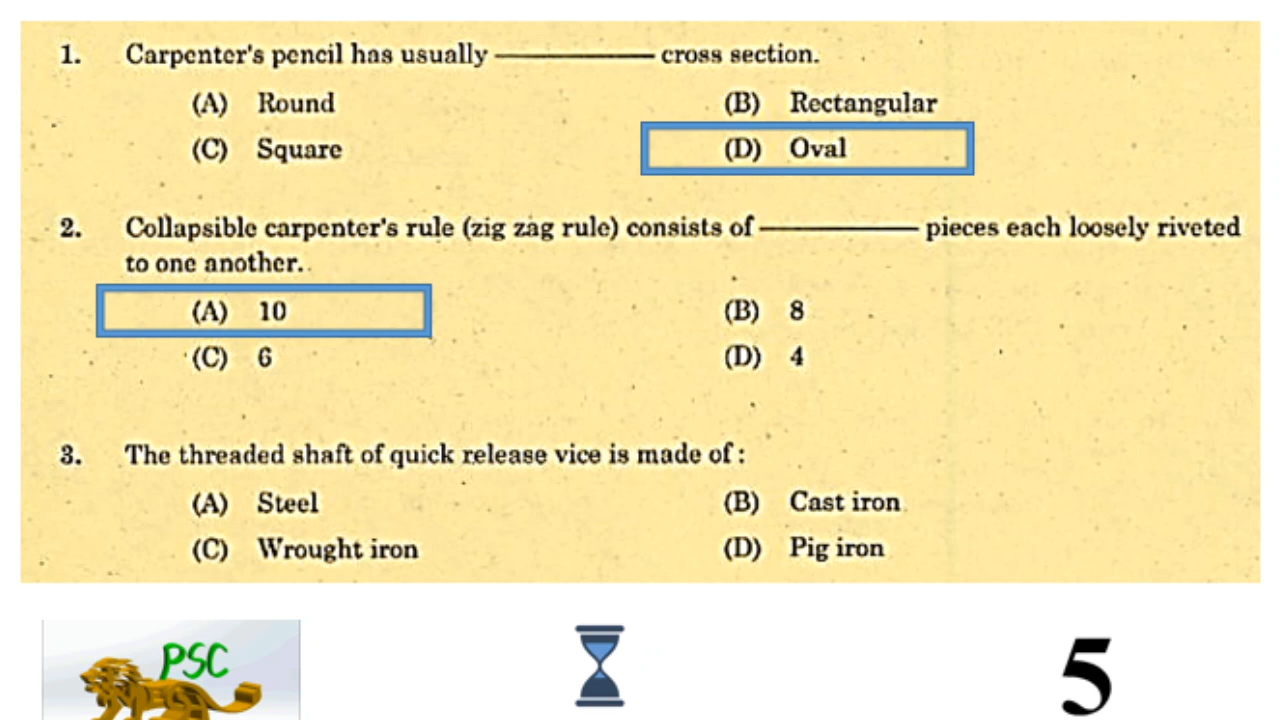 1. Carpenter's pencil has usually ———— cross section.
(A) Round (B) Rectangular
(C) Square (D) Oval
2. Collapsible carpenter's rule (zig zag rule) consists of ———— pieces each loosely riveted
to one another.
(A) 10 (B) 8
(C) 6 (D) 4
3. The threaded shaft of quick release vice is made of :
(A) Steel (B) Cast iron
(C) Wrought iron (D) Pig iron
PSC
5